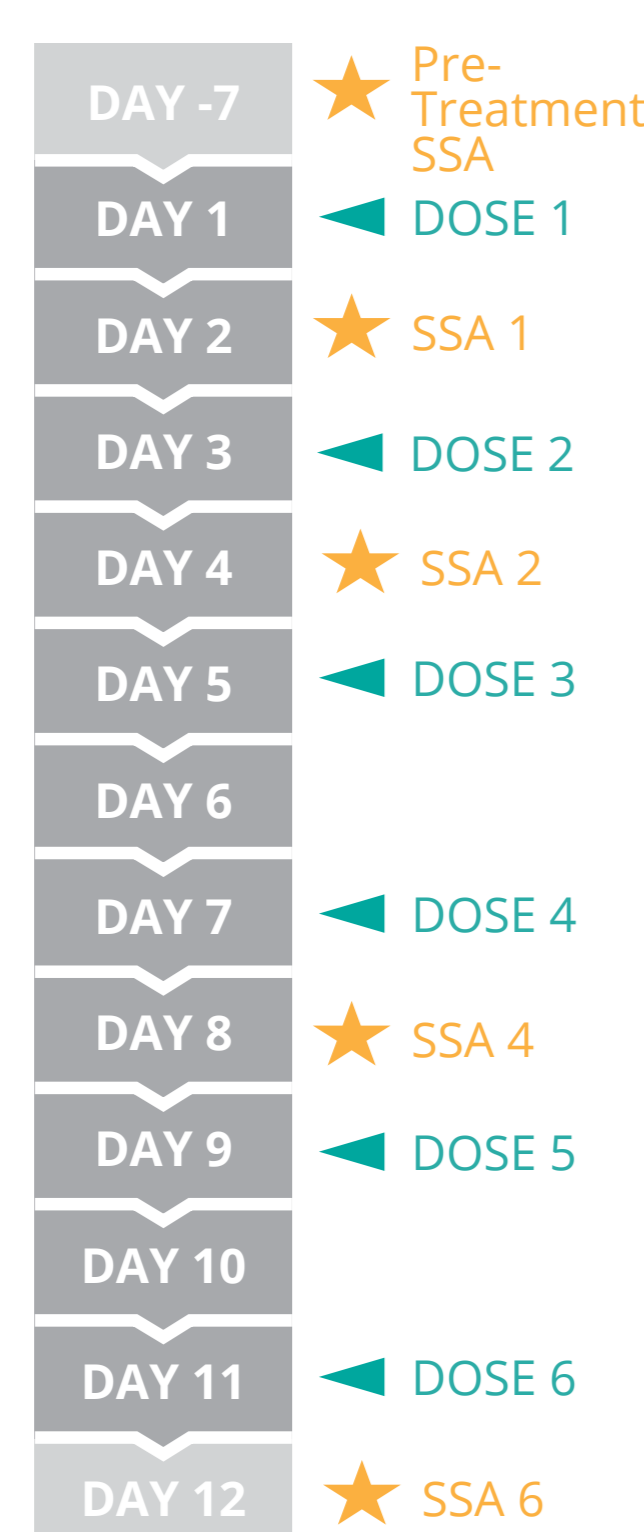 DAY -7
Pre-
Treatment
SSA
DAY 1
DOSE 1
DAY 2
SSA 1
DAY 3
DOSE 2
DAY 4
SSA 2
DAY 5
DOSE 3
DAY 6
DAY 7
DOSE 4
DAY 8
SSA 4
DAY 9
DOSE 5
DAY 10
DAY 11
DOSE 6
DAY 12
SSA 6